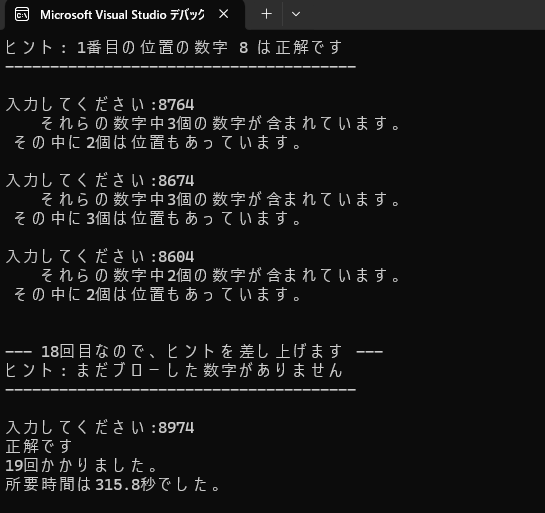 Microsoft Visual Studio デバック
ヒント: 1番目の位置の数字 8 は正解です
---------------------------------------
入力してください:8764
それらの数字中3個の数字が含まれています。
その中に2個は位置もあっています。
入力してください:8674
それらの数字中3個の数字が含まれています。
その中に3個は位置もあっています。
入力してください:8604
それらの数字中2個の数字が含まれています。
その中に2個は位置もあっています。
--- 18回目なので、ヒントを差し上げます ---
ヒント: まだブローした数字がありません
---------------------------------------
入力してください:8974
正解です
19回かかりました。
所要時間は315.8秒でした。